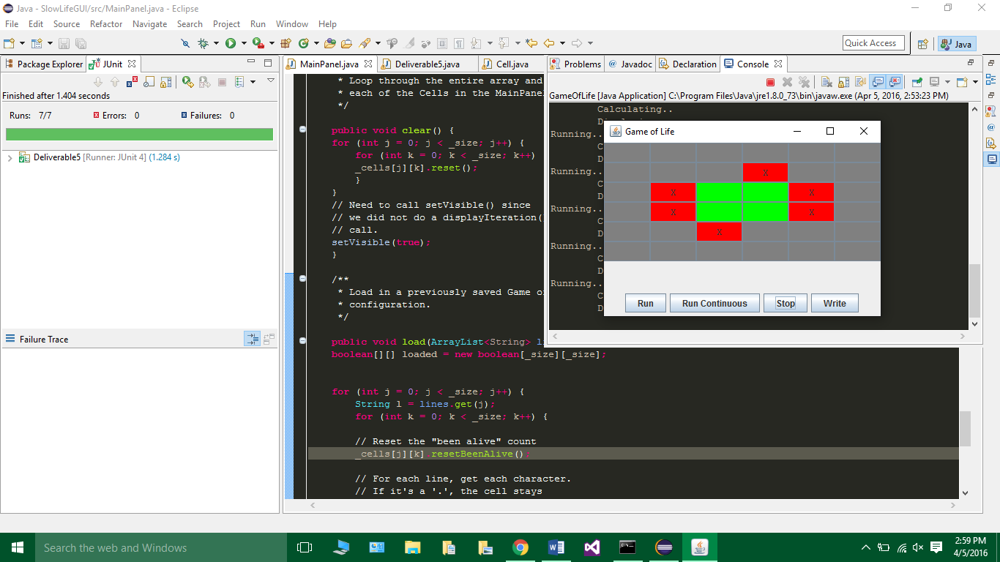 Java - SlowLifeGUI/src/MainPanel.java - Eclipse
File Edit Source Refactor Navigate Search Project Run Window Help
Quick Access
Java
Package Explorer JUnit
Finished after 1.404 seconds
Runs: 7/7 Errors: 0 Failures: 0
Deliverable5 [Runner: JUnit 4] (1.284 s)
Failure Trace
MainPanel.java Deliverable5.java Cell.java
* Loop through the entire array and
* each of the Cells in the MainPanel
*/
public void clear() {
for (int j = 0; j < _size; j++) {
for (int k = 0; k < _size; k++)
_cells[j][k].reset();
}
}
// Need to call setVisible() since
// we did not do a displayIteration(
// call.
setVisible(true);
}
/**
* Load in a previously saved Game o
* configuration.
*/
public void load(ArrayList<String> li
boolean[][] loaded = new boolean[_size][_size];
for (int j = 0; j < _size; j++) {
String l = lines.get(j);
for (int k = 0; k < _size; k++) {
// Reset the "been alive" count
_cells[j][k].resetBeenAlive();
// For each line, get each character.
// If it's a '.', the cell stays
Problems @ Javadoc Declaration Console
GameOfLife [Java Application] C:\Program Files\Java\jre1.8.0_73\bin\javaw.exe (Apr 5, 2016, 2:53:23 PM)
Calculating..
Running..
C
D
Running..
C
D
Running..
C
D
Running..
C
D
Running..
C
D
Game of Life
X
X X
X X
X
Run Run Continuous Stop Write
Search the web and Windows
2:59 PM
4/5/2016